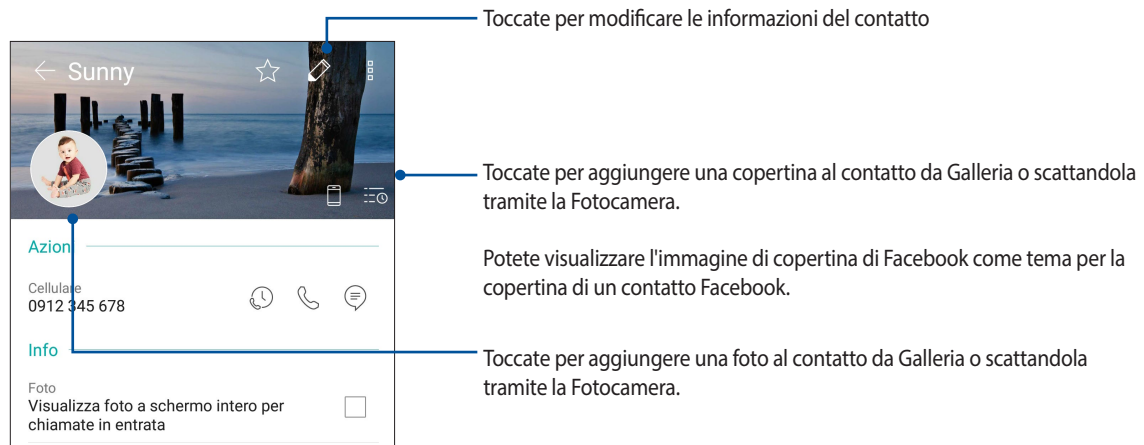 Toccate per modificare le informazioni del contatto
Sunny
Toccate per aggiungere una copertina al contatto da Galleria o scattandola
tramite la Fotocamera.
Potete visualizzare l'immagine di copertina di Facebook come tema per la
copertina di un contatto Facebook.
Toccate per aggiungere una foto al contatto da Galleria o scattandola
tramite la Fotocamera.
Azioni
Cellulare
0912 345 678
Info
Foto
Visualizza foto a schermo intero per
chiamate in entrata